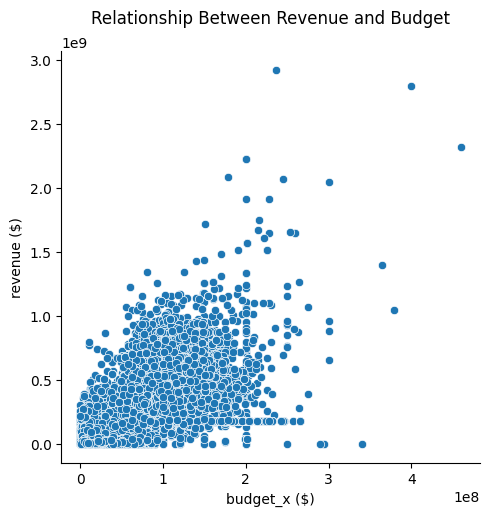 Relationship Between Revenue and Budget
1e9
3.0
2.5
2.0
1.5
1.0
0.5
0.0
revenue ($)
0 1 2 3 4
1e8
budget_x ($)